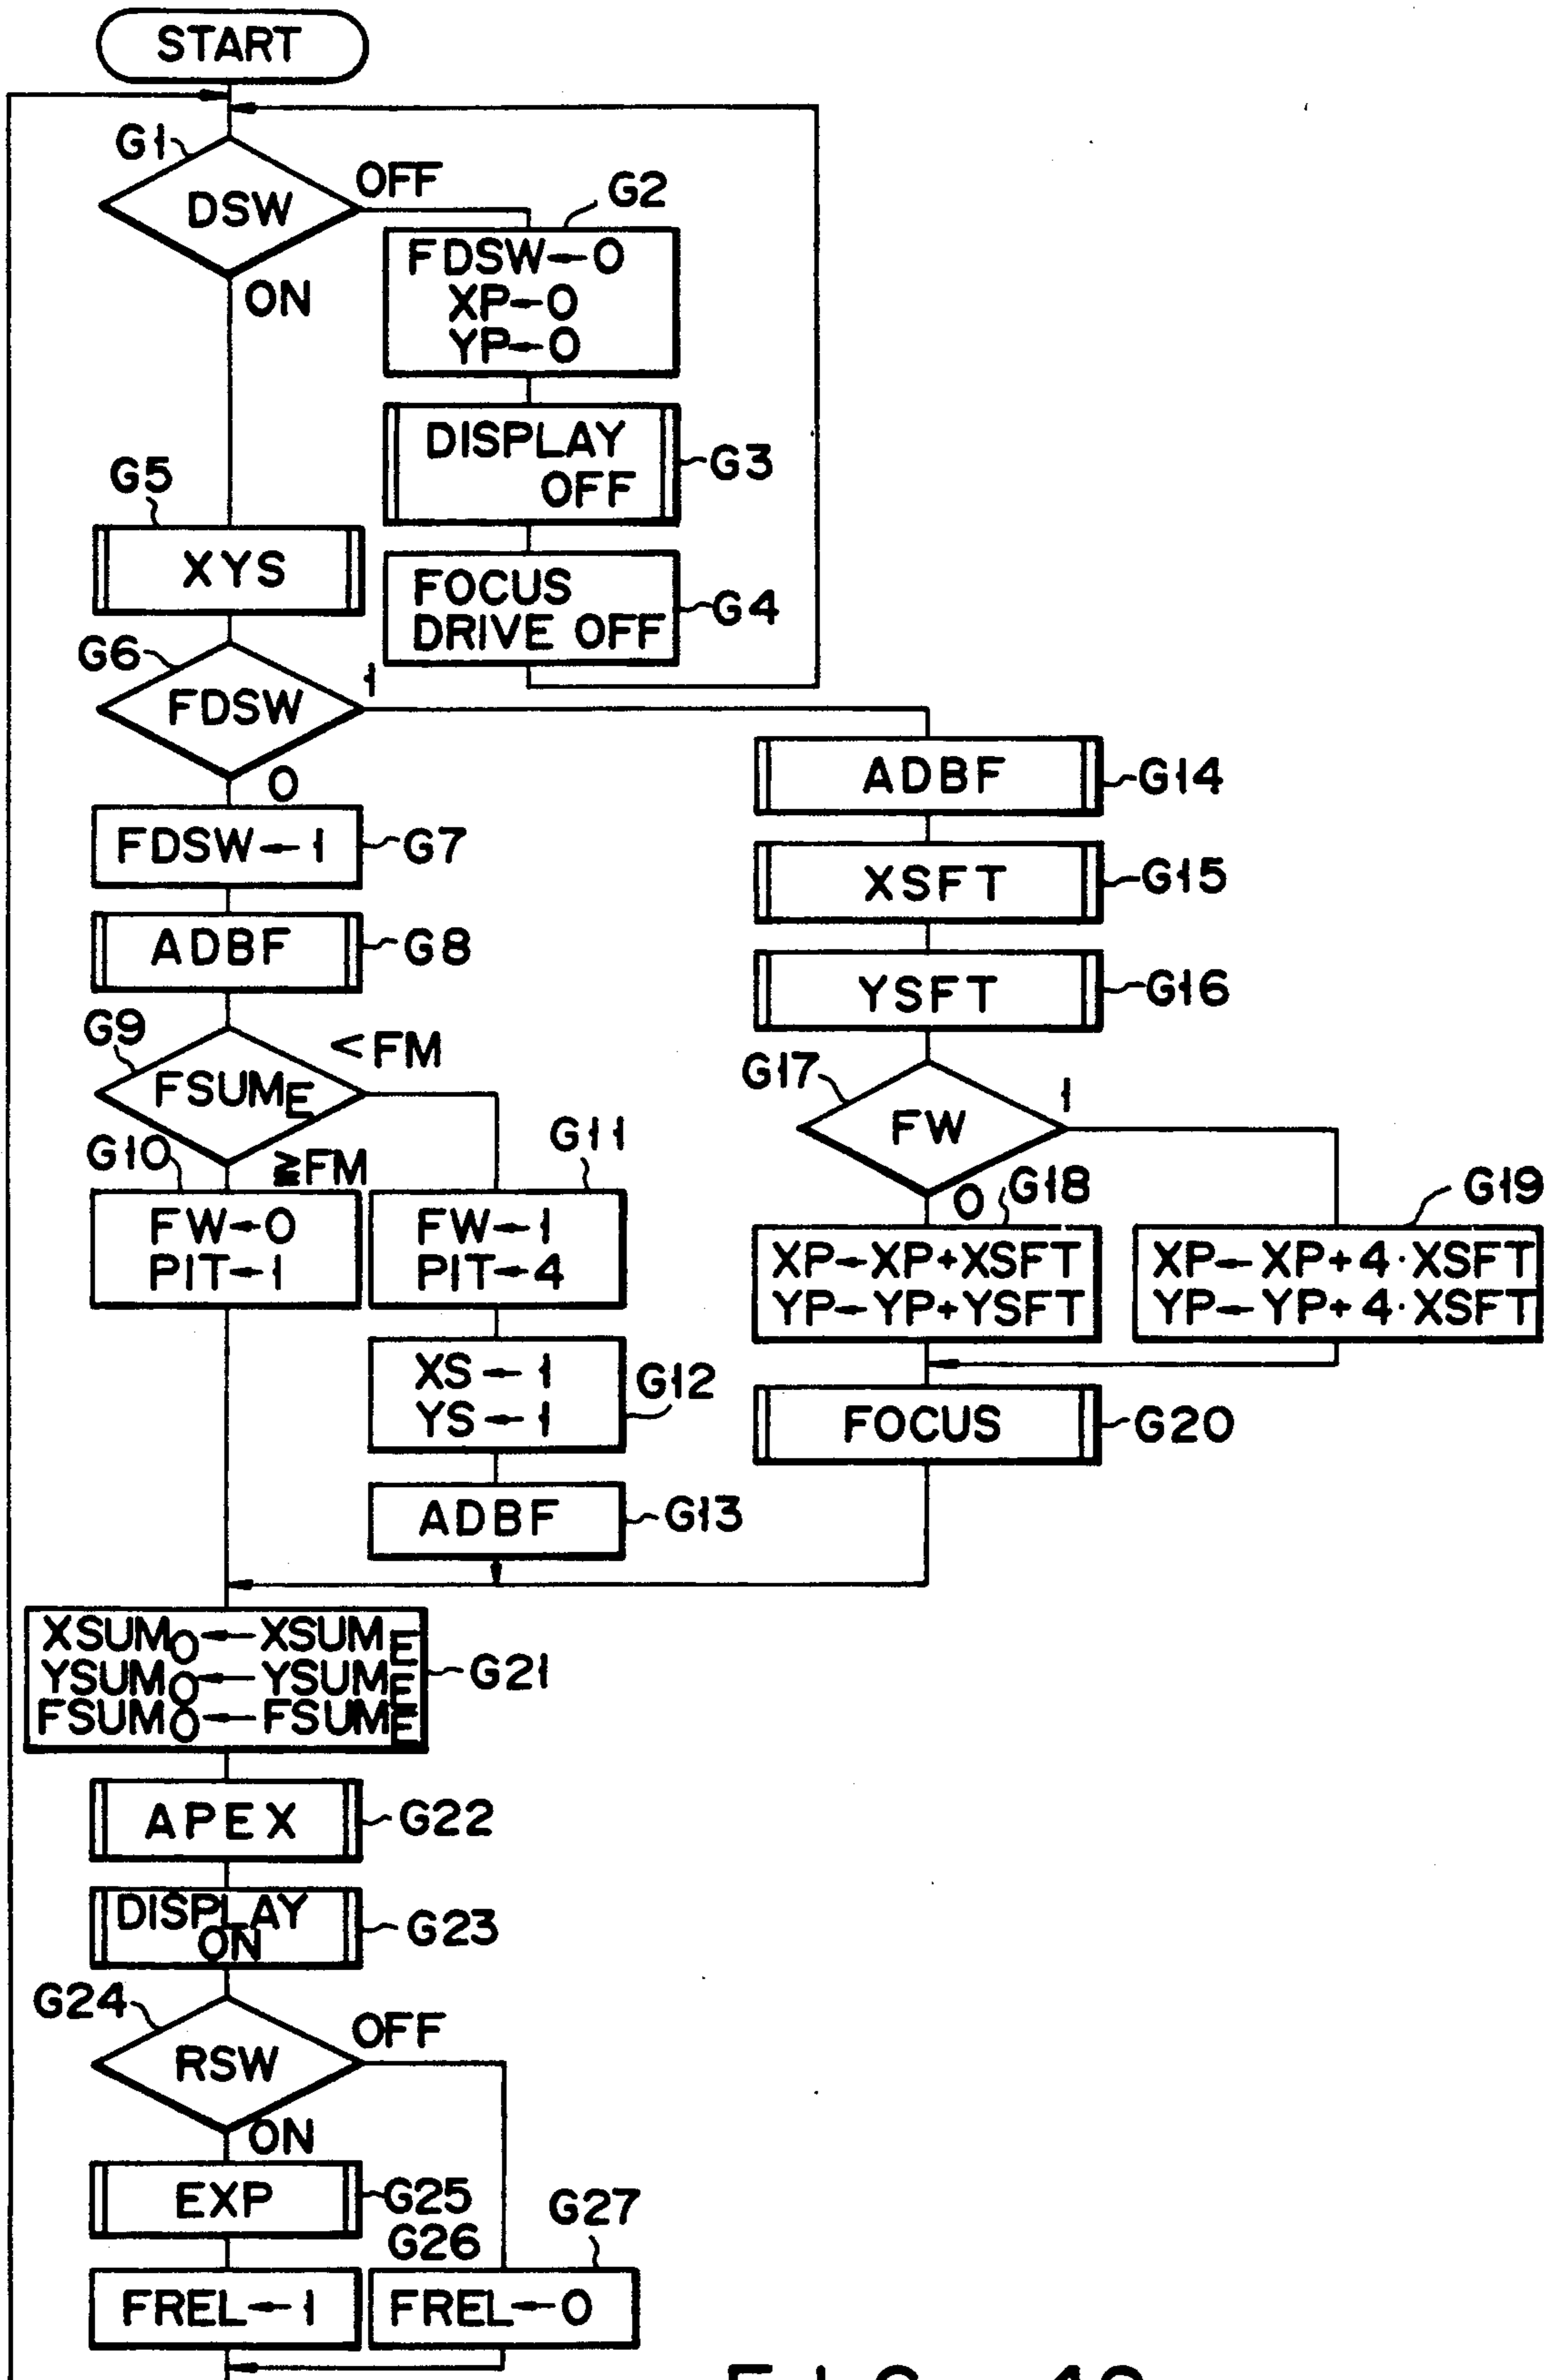 START
G1
DSW
OFF
ON
G2
FDSW←0
XP←0
YP←0
DISPLAY
OFF
G3
FOCUS
DRIVE OFF
G4
G5
XYS
G6
FDSW
1
0
FDSW←1
G7
ADBF
G8
G9
FSUME
<FM
≧FM
G10
FW←0
PIT←1
G11
FW←1
PIT←4
XS←1
YS←1
G12
ADBF
G13
ADBF
G14
XSFT
G15
YSFT
G16
G17
FW
1
0
G18
XP←XP+XSFT
YP←YP+YSFT
G19
XP←XP+4·XSFT
YP←YP+4·XSFT
FOCUS
G20
XSUMO←XSUME
YSUMO←YSUME
FSUMO←FSUME
G21
APEX
G22
DISPLAY
ON
G23
G24
RSW
OFF
ON
EXP
G25
G26
FREL←1
G27
FREL←0